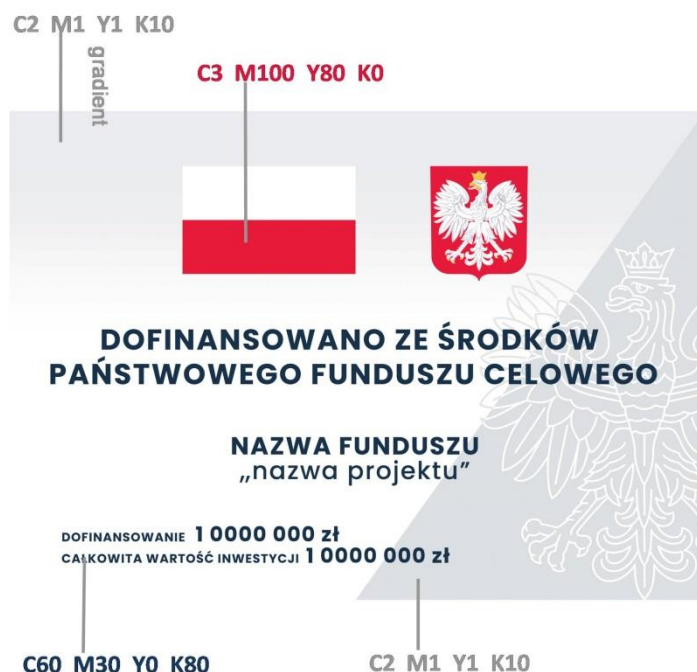 C2 M1 Y1 K10
gradient
C3 M100 Y80 K0
DOFINANSOWANO ZE ŚRODKÓW
PAŃSTWOWEGO FUNDUSZU CELOWEGO
NAZWA FUNDUSZU
„nazwa projektu”
DOFINANSOWANIE 1 0000 000 zł
CAŁKOWITA WARTOŚĆ INWESTYCJI 1 0000 000 zł
C60 M30 Y0 K80
C2 M1 Y1 K10